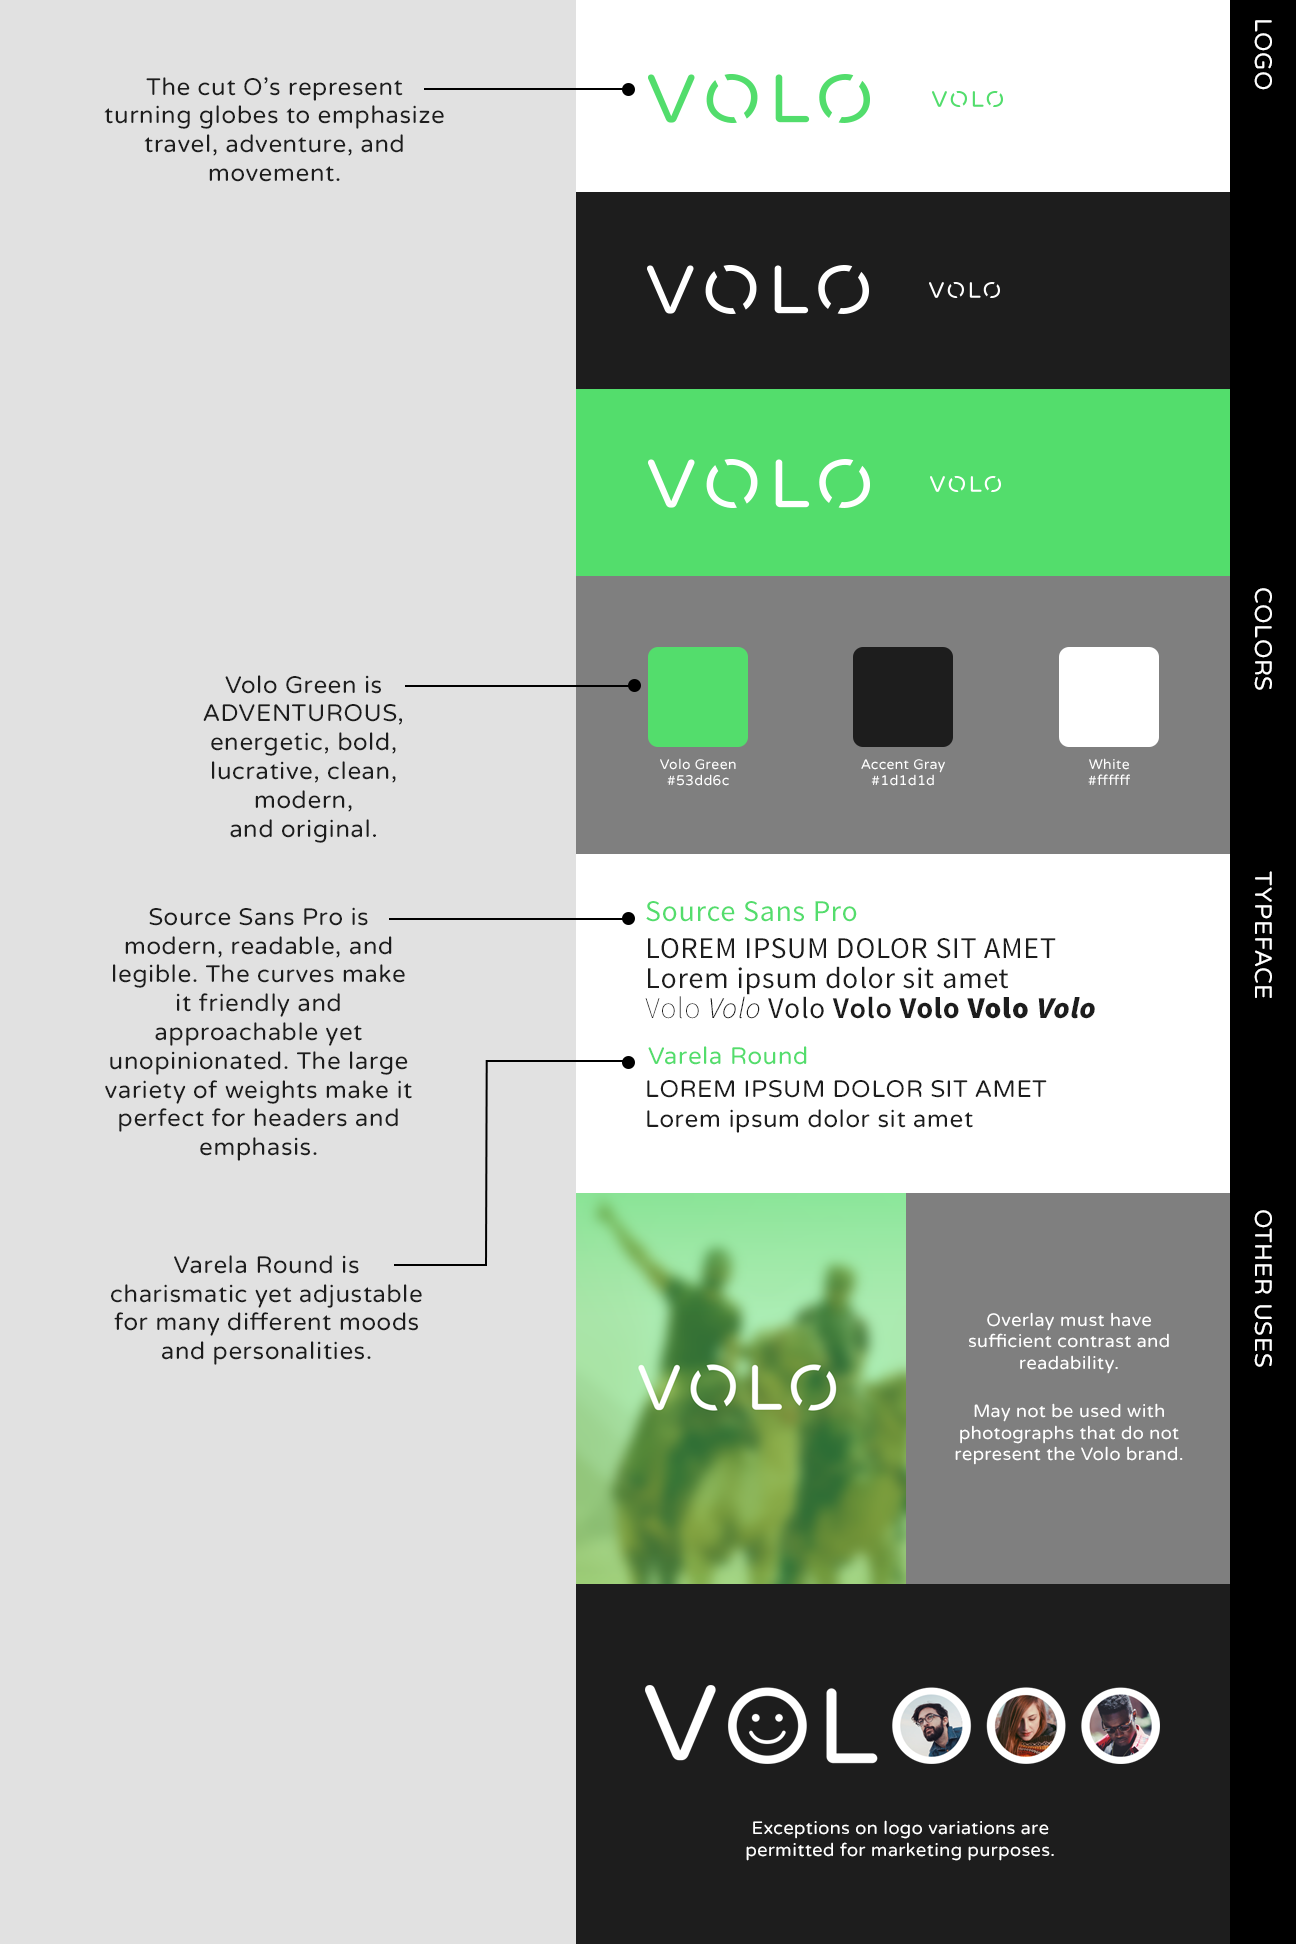 LOGO
The cut O’s represent
turning globes to emphasize
travel, adventure, and
movement.
VOLO
VOLO
VOLO
VOLO
VOLO
VOLO
COLORS
Volo Green is
ADVENTUROUS,
energetic, bold,
lucrative, clean,
modern,
and original.
Volo Green
#53dd6c
Accent Gray
#1d1d1d
White
#ffffff
TYPEFACE
Source Sans Pro is
modern, readable, and
legible. The curves make
it friendly and
approachable yet
unopinionated. The large
variety of weights make it
perfect for headers and
emphasis.
Source Sans Pro
LOREM IPSUM DOLOR SIT AMET
Lorem ipsum dolor sit amet
Volo Volo Volo Volo Volo Volo Volo
Varela Round
LOREM IPSUM DOLOR SIT AMET
Lorem ipsum dolor sit amet
Varela Round is
charismatic yet adjustable
for many different moods
and personalities.
OTHER USES
VOLO
Overlay must have
sufficient contrast and
readability.
May not be used with
photographs that do not
represent the Volo brand.
VOLOOO
Exceptions on logo variations are
permitted for marketing purposes.